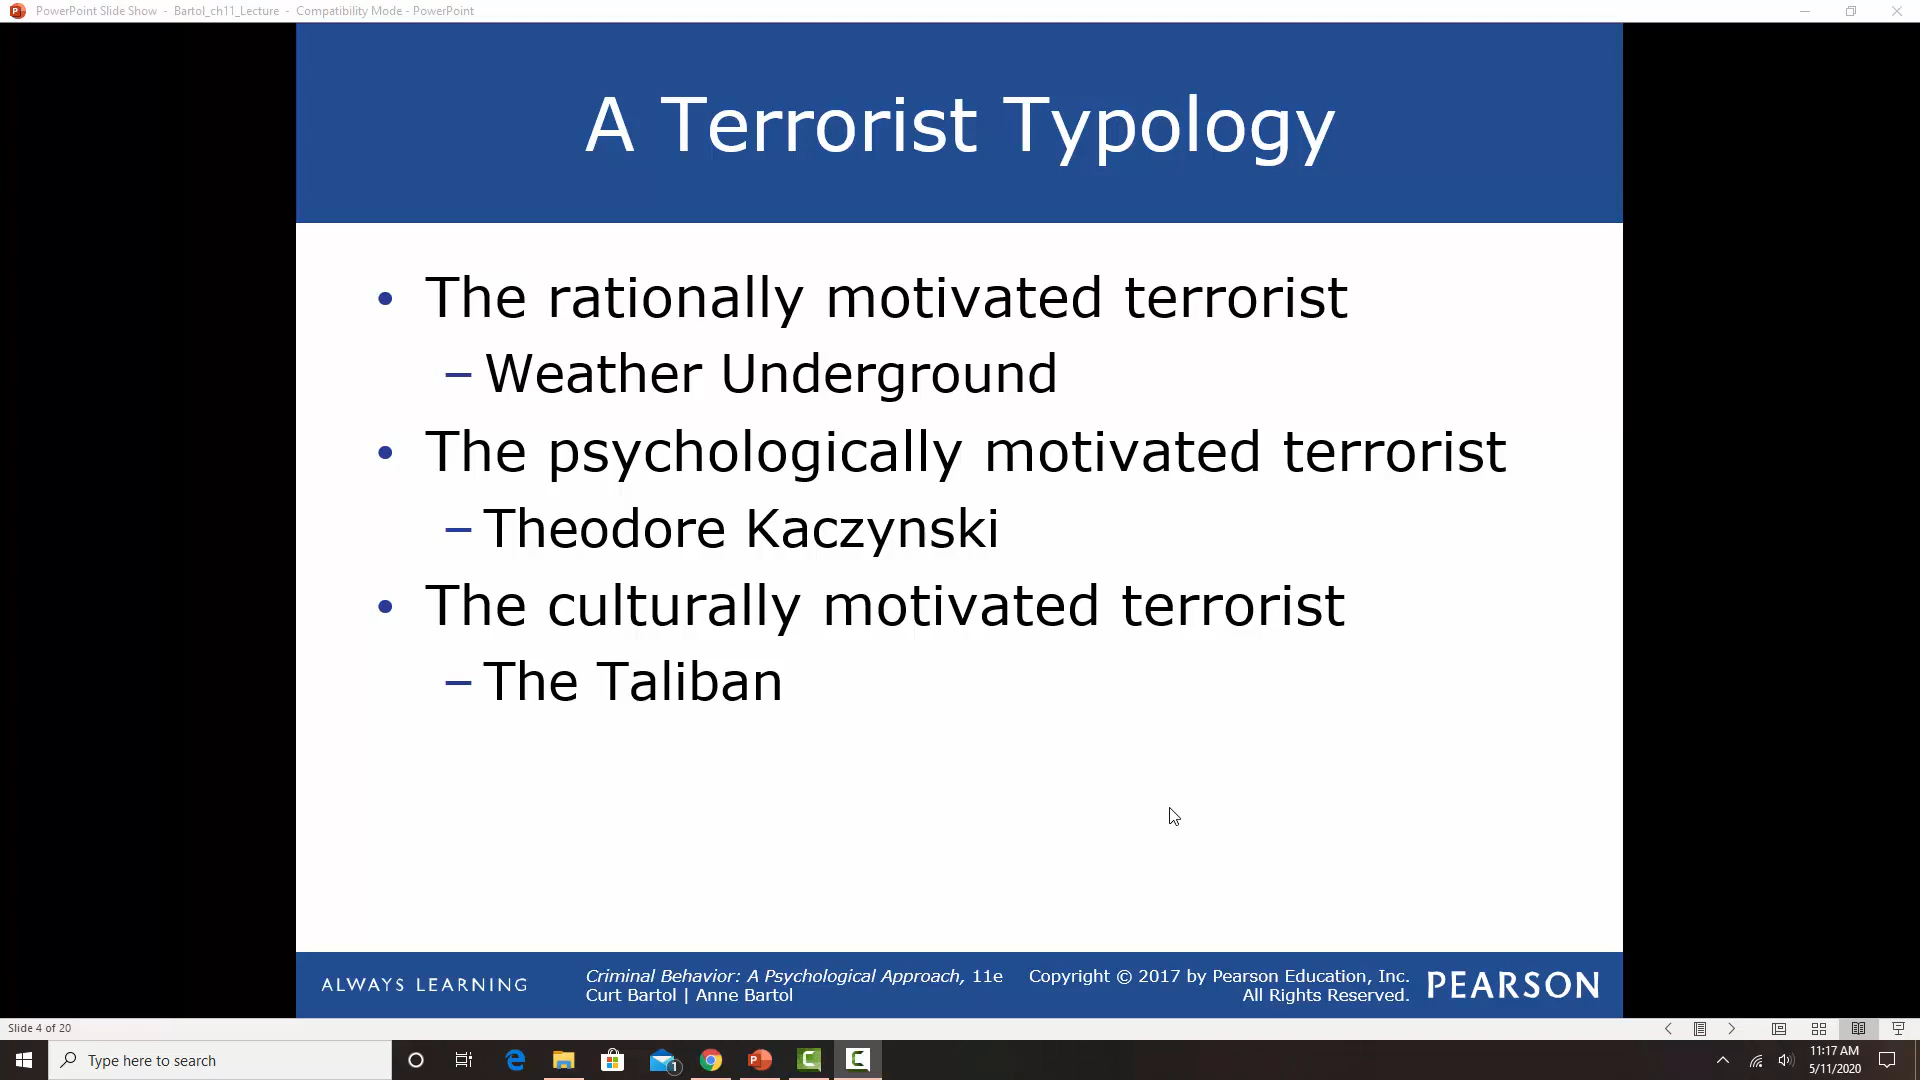 PowerPoint Slide Show - Bartol_ch11_Lecture - Compatibility Mode - PowerPoint
A Terrorist Typology
• The rationally motivated terrorist
– Weather Underground
• The psychologically motivated terrorist
– Theodore Kaczynski
• The culturally motivated terrorist
– The Taliban
ALWAYS LEARNING
Criminal Behavior: A Psychological Approach, 11e
Curt Bartol | Anne Bartol
Copyright © 2017 by Pearson Education, Inc.
All Rights Reserved.
PEARSON
Slide 4 of 20
Type here to search
1
11:17 AM
5/11/2020